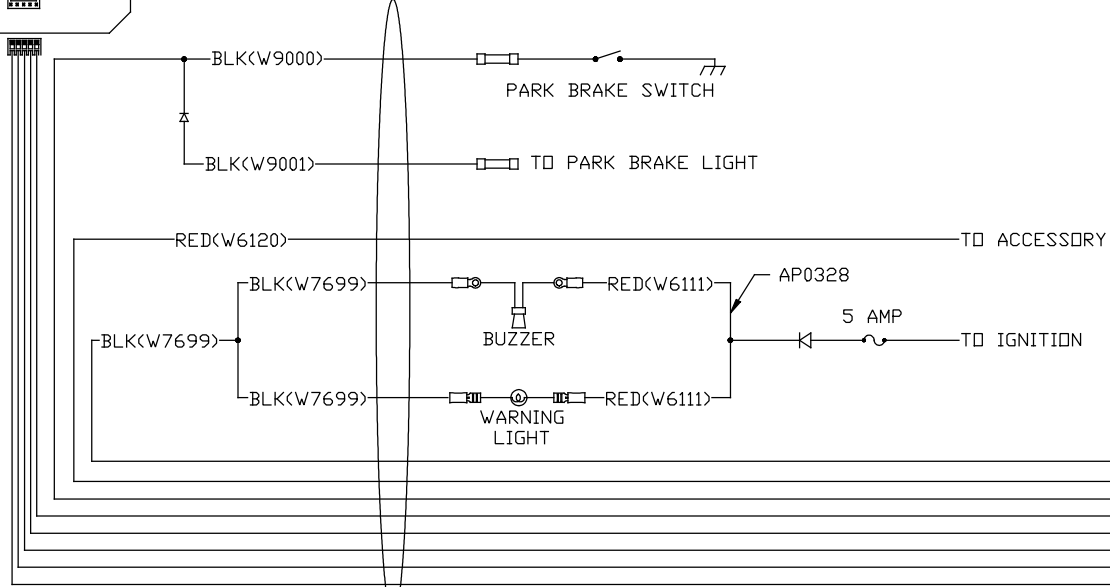 BLK(W9000)
PARK BRAKE SWITCH
BLK(W9001)
TO PARK BRAKE LIGHT
RED(W6120)
TO ACCESSORY
BLK(W7699)
RED(W6111)
AP0328
BUZZER
5 AMP
BLK(W7699)
TO IGNITION
BLK(W7699)
RED(W6111)
WARNING
LIGHT